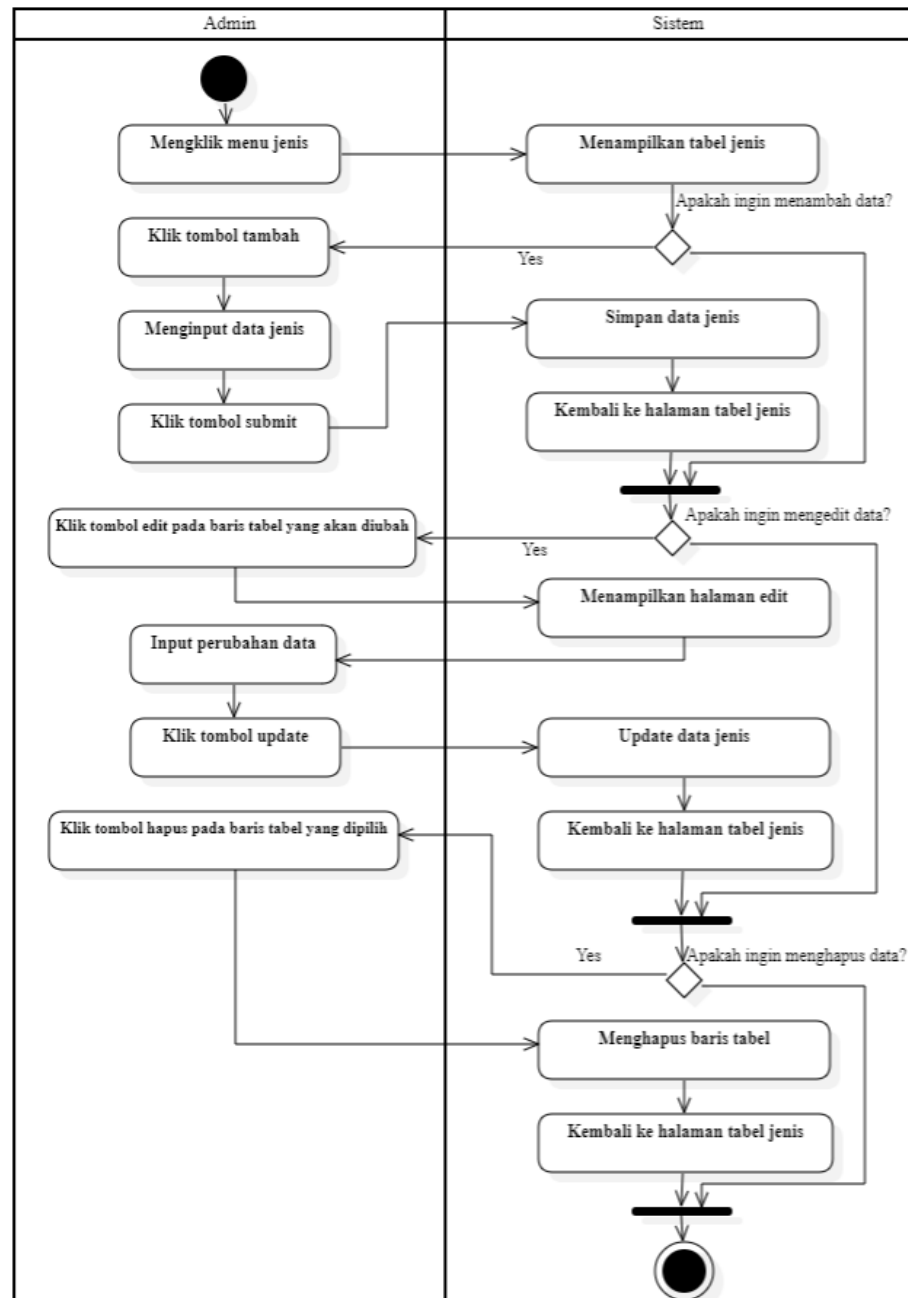 Admin
Sistem
Mengklik menu jenis
Menampilkan tabel jenis
Apakah ingin menambah data?
Klik tombol tambah
Yes
Menginput data jenis
Simpan data jenis
Klik tombol submit
Kembali ke halaman tabel jenis
Apakah ingin mengedit data?
Klik tombol edit pada baris tabel yang akan diubah
Yes
Menampilkan halaman edit
Input perubahan data
Klik tombol update
Update data jenis
Klik tombol hapus pada baris tabel yang dipilih
Kembali ke halaman tabel jenis
Yes
Apakah ingin menghapus data?
Menghapus baris tabel
Kembali ke halaman tabel jenis